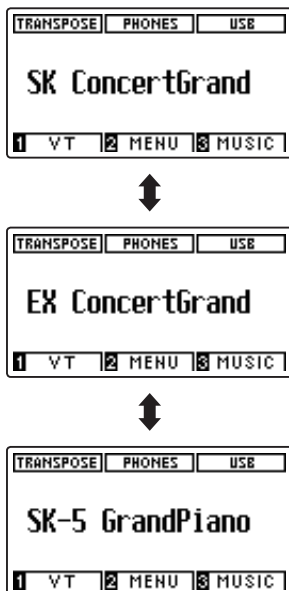 TRANSPOSE PHONES USB
SK ConcertGrand
1 VT 2 MENU 3 MUSIC
TRANSPOSE PHONES USB
EX ConcertGrand
1 VT 2 MENU 3 MUSIC
TRANSPOSE PHONES USB
SK-5 GrandPiano
1 VT 2 MENU 3 MUSIC